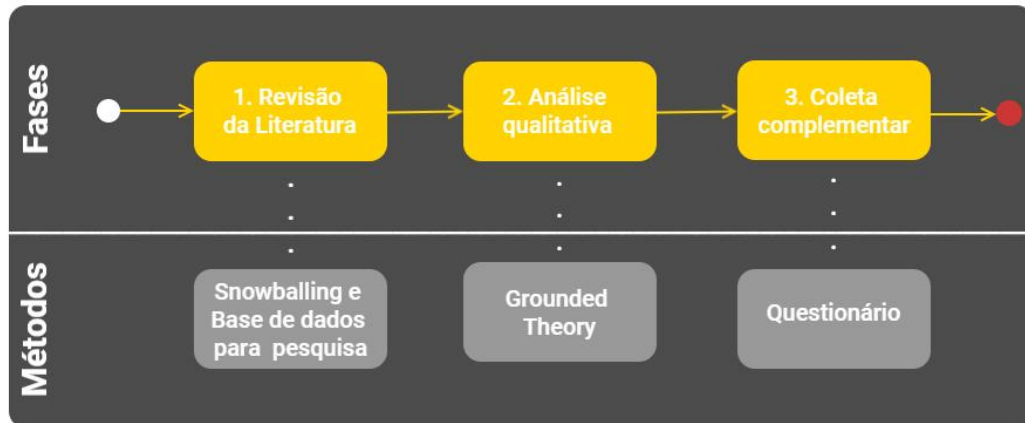 Fases
1. Revisão
da Literatura
2. Análise
qualitativa
3. Coleta
complementar
Métodos
Snowballing e
Base de dados
para pesquisa
Grounded
Theory
Questionário